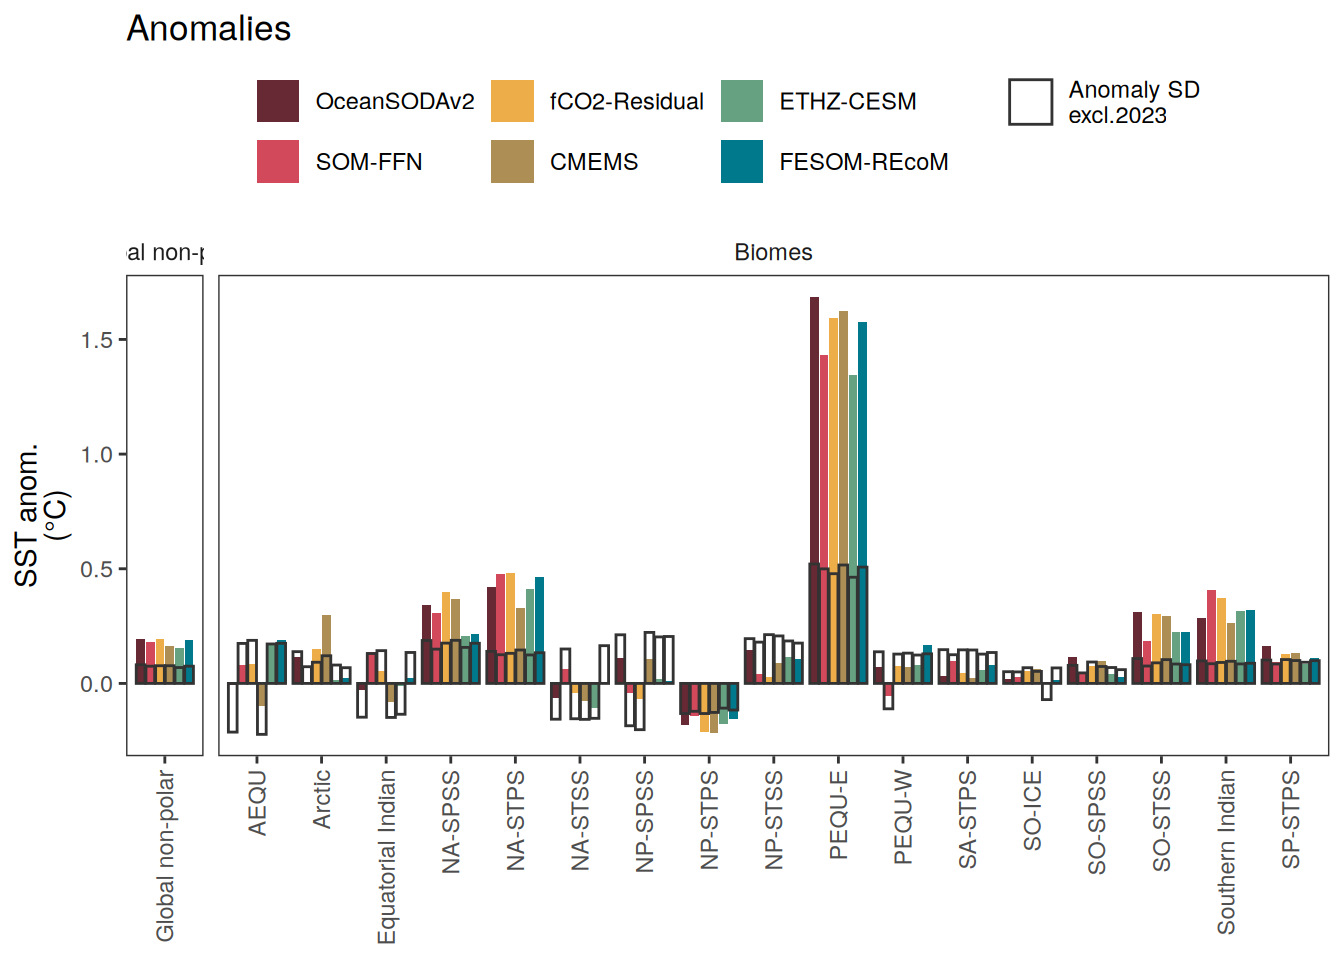 Anomalies
OceanSODAv2
fCO2-Residual
ETHZ-CESM
Anomaly SD
excl.2023
SOM-FFN
CMEMS
FESOM-REcoM
al non-
Biomes
SST anom.
(°C)
1.5
1.0
0.5
0.0
Global non-polar
AEQU
Arctic
Equatorial Indian
NA-SPSS
NA-STPS
NA-STSS
NP-SPSS
NP-STPS
NP-STSS
PEQU-E
PEQU-W
SA-STPS
SO-ICE
SO-SPSS
SO-STSS
Southern Indian
SP-STPS